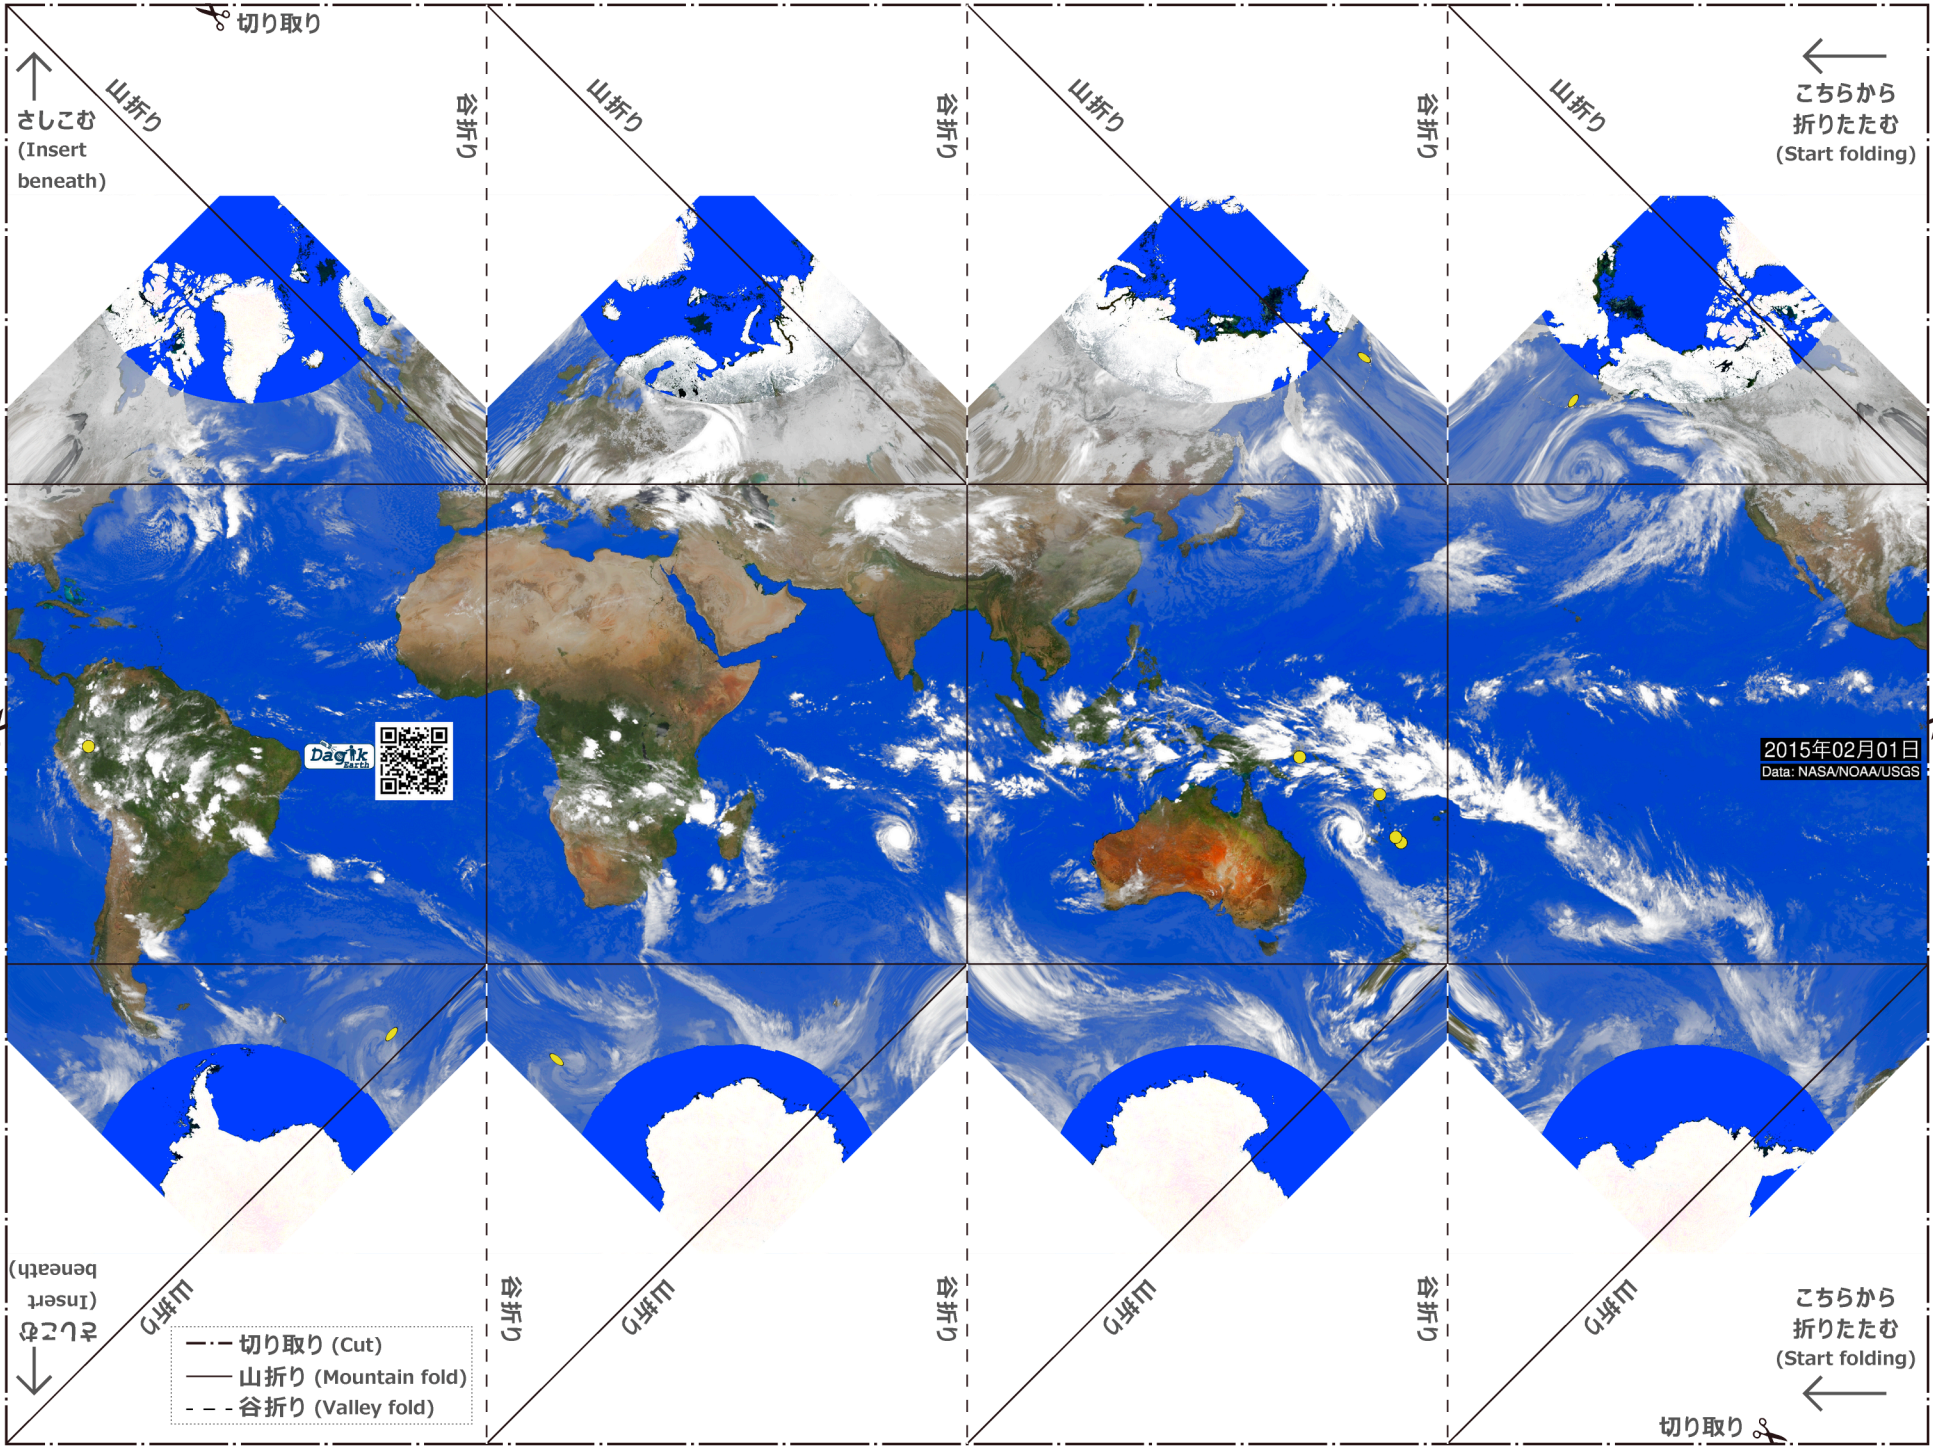 切り取り
さしこむ
(Insert
beneath)
山折り
谷折り
山折り
谷折り
山折り
谷折り
山折り
こちらから
折りたたむ
(Start folding)
Dagik
Earth
2015年02月01日
Data: NASA/NOAA/USGS
さしこむ
(Insert
beneath)
山折り
谷折り
山折り
谷折り
山折り
谷折り
山折り
こちらから
折りたたむ
(Start folding)
切り取り (Cut)
山折り (Mountain fold)
谷折り (Valley fold)
切り取り